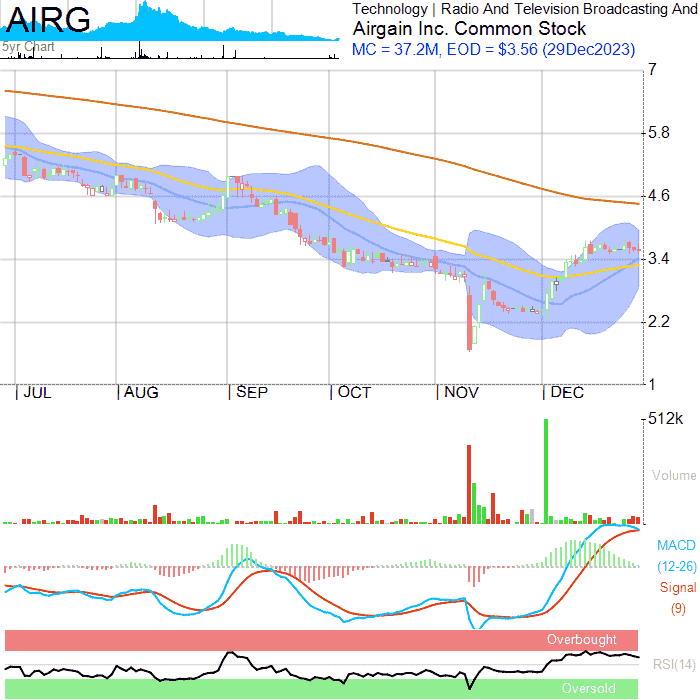 AIRG
5yr Chart
Technology | Radio And Television Broadcasting And
Airgain Inc. Common Stock
MC = 37.2M, EOD = $3.56 (29Dec2023)
7
5.8
4.6
3.4
2.2
1
| JUL | AUG | SEP | OCT | NOV | DEC
512k
Volume
MACD
(12-26)
Signal
(9)
Overbought
RSI(14)
Oversold